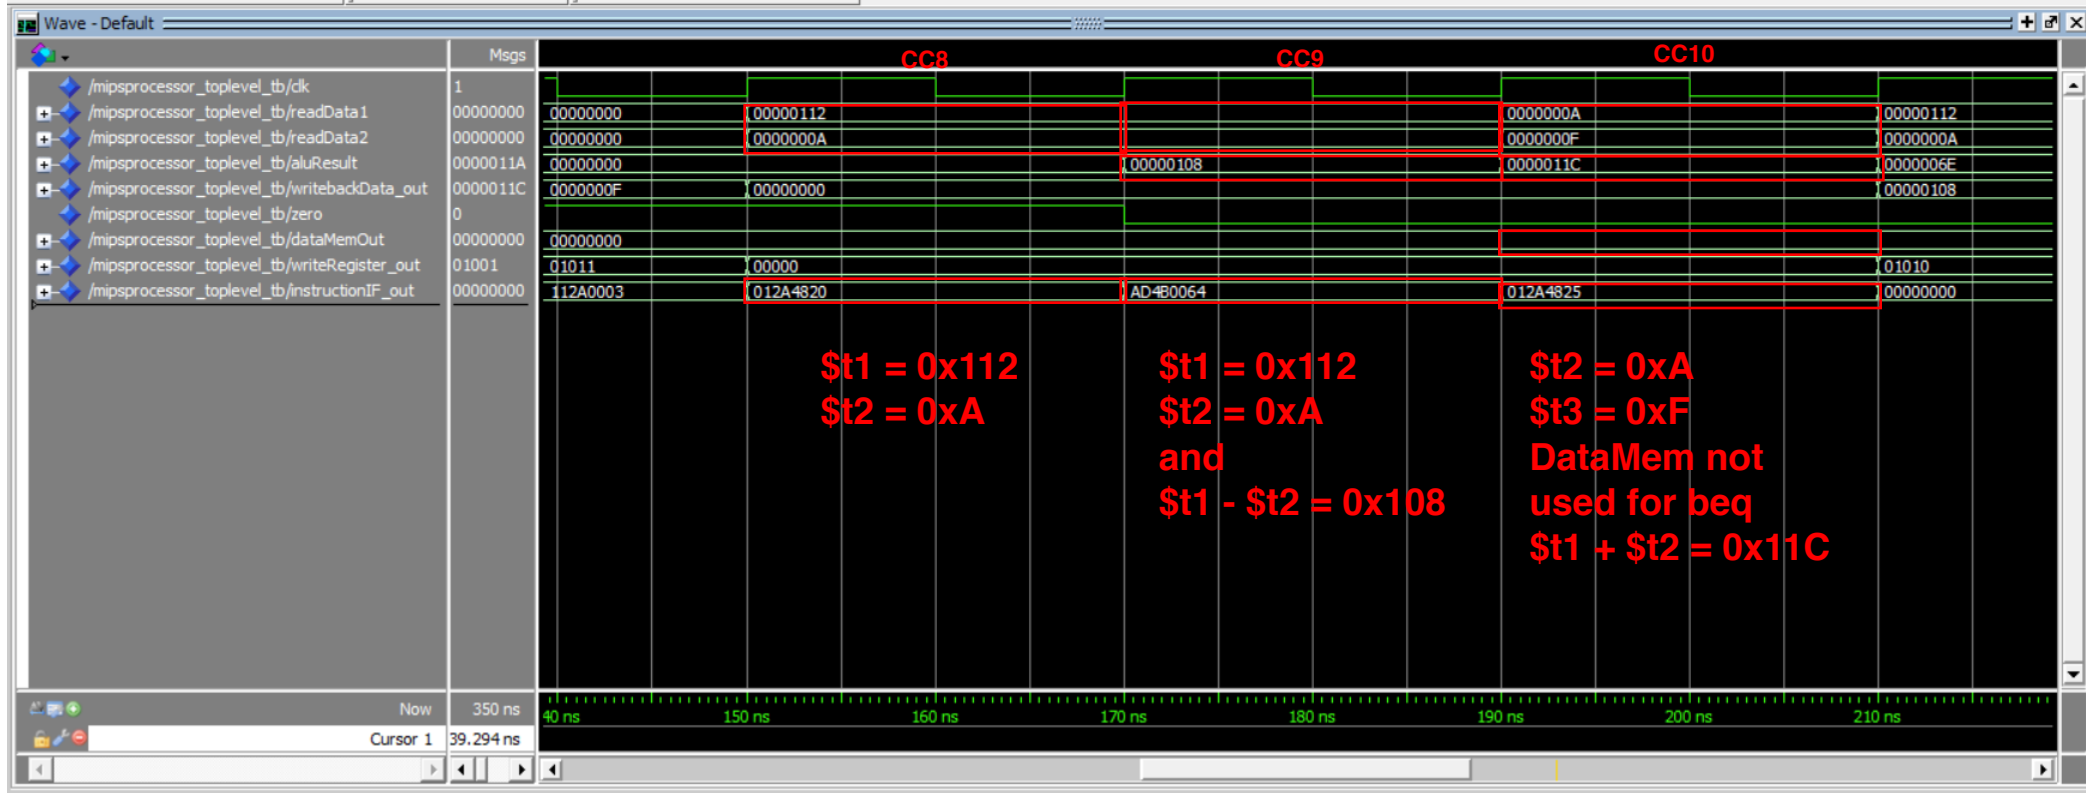 Wave - Default
Msgs
CC8 CC9 CC10
/mipsprocessor_toplevel_tb/clk 1
/mipsprocessor_toplevel_tb/readData1 00000000 00000000 00000112 0000000A 00000112
/mipsprocessor_toplevel_tb/readData2 00000000 00000000 0000000A 0000000F 0000000A
/mipsprocessor_toplevel_tb/aluResult 0000011A 00000000 00000108 0000011C 0000006E
/mipsprocessor_toplevel_tb/writebackData_out 0000011C 0000000F 00000000 00000108
/mipsprocessor_toplevel_tb/zero 0
/mipsprocessor_toplevel_tb/dataMemOut 00000000 00000000
/mipsprocessor_toplevel_tb/writeRegister_out 01001 01011 00000 01010
/mipsprocessor_toplevel_tb/instructionIF_out 00000000 112A0003 012A4820 AD4B0064 012A4825 00000000
$t1 = 0x112 $t1 = 0x112 $t2 = 0xA
$t2 = 0xA $t2 = 0xA $t3 = 0xF
and DataMem not
$t1 - $t2 = 0x108 used for beq
$t1 + $t2 = 0x11C
Now 350 ns 40 ns 150 ns 160 ns 170 ns 180 ns 190 ns 200 ns 210 ns
Cursor 1 39.294 ns